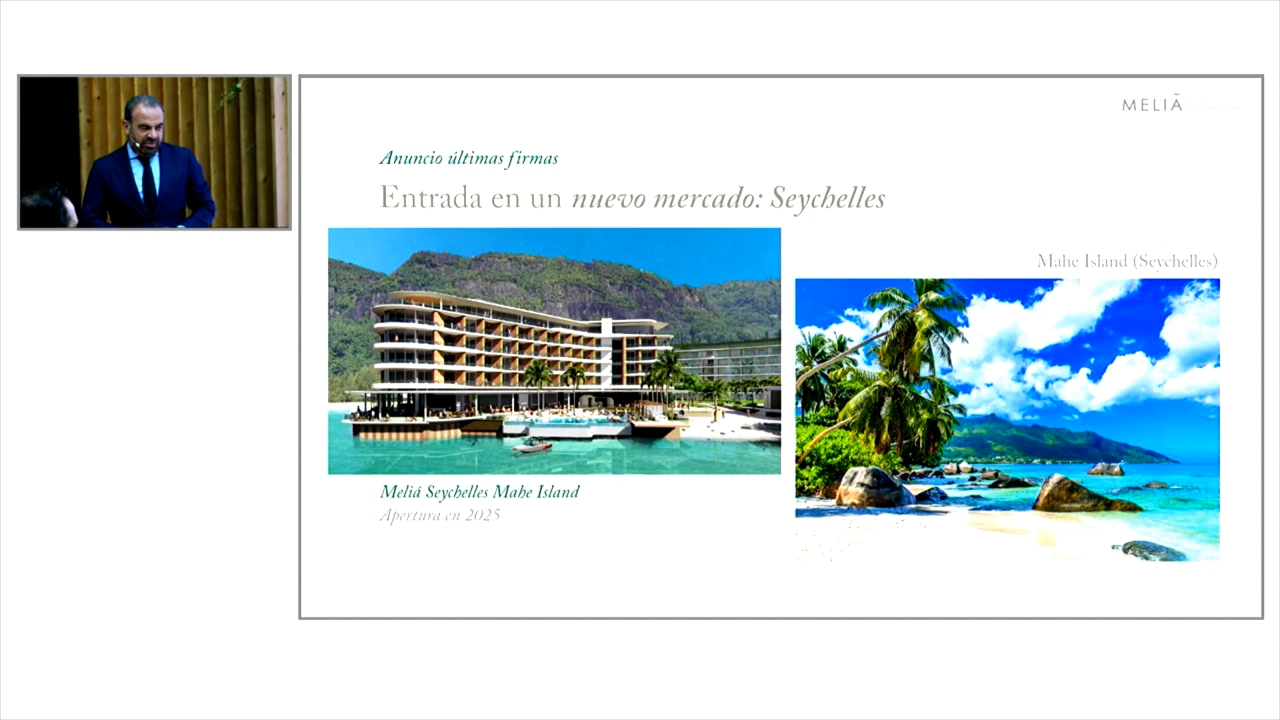 MELIÃ
Anuncio últimas firmas
Entrada en un nuevo mercado: Seychelles
Mahe Island (Seychelles)
Meliá Seychelles Mahe Island
Apertura en 2025